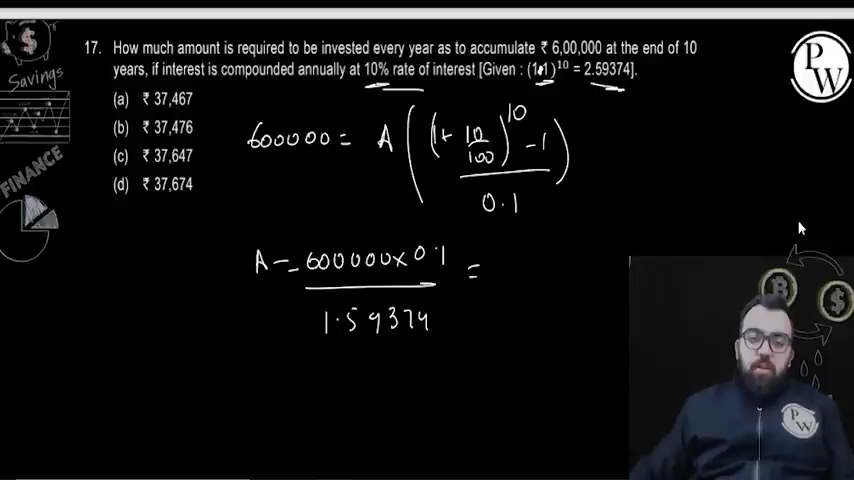 $
Savings
FINANCE
17. How much amount is required to be invested every year as to accumulate ₹ 6,00,000 at the end of 10
years, if interest is compounded annually at 10% rate of interest [Given : (1.1)¹⁰ = 2.59374].
(a) ₹ 37,467
(b) ₹ 37,476
(c) ₹ 37,647
(d) ₹ 37,674
600000 = A ( (1 + 10/100)¹⁰ - 1 / 0.1 )
A = 600000 x 0.1 / 1.59374 =
PW
B
$
PW